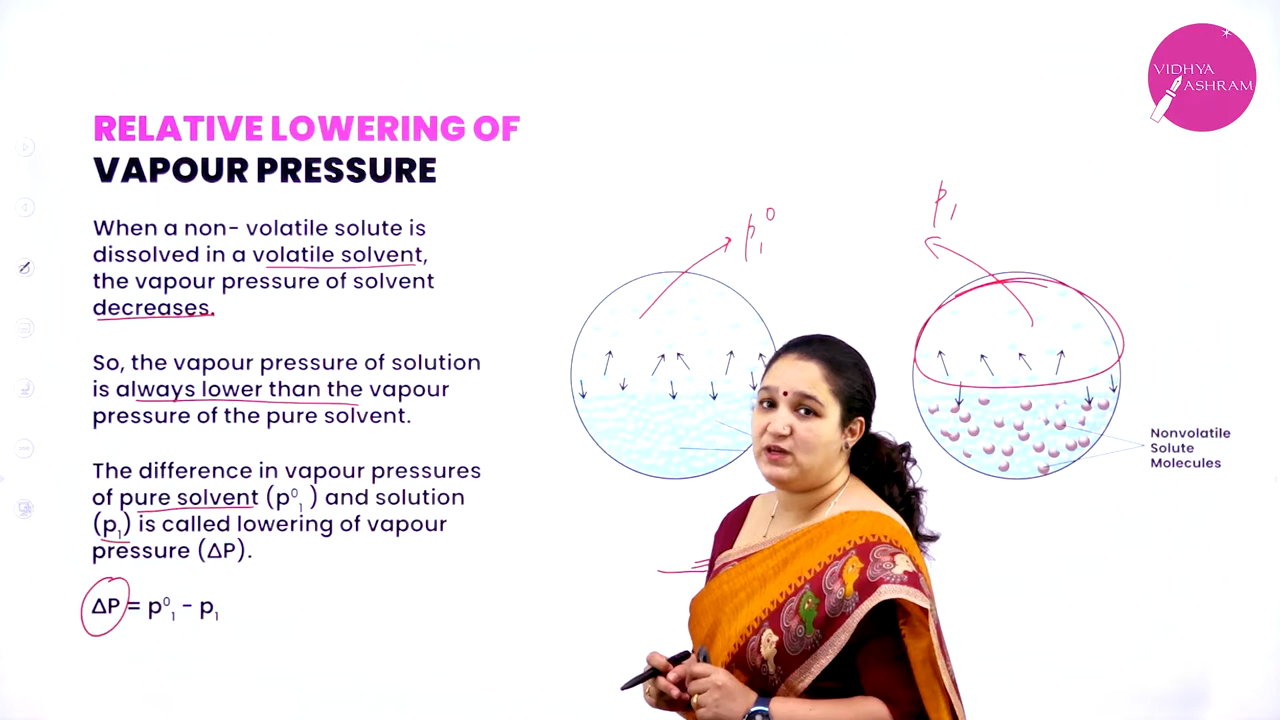 VIDHYA
ASHRAM
RELATIVE LOWERING OF
VAPOUR PRESSURE
When a non- volatile solute is
dissolved in a volatile solvent,
the vapour pressure of solvent
decreases.
So, the vapour pressure of solution
is always lower than the vapour
pressure of the pure solvent.
The difference in vapour pressures
of pure solvent (p⁰₁ ) and solution
(p₁) is called lowering of vapour
pressure (ΔP).
ΔP = p⁰₁ - p₁
p₁⁰
p₁
Nonvolatile
Solute
Molecules